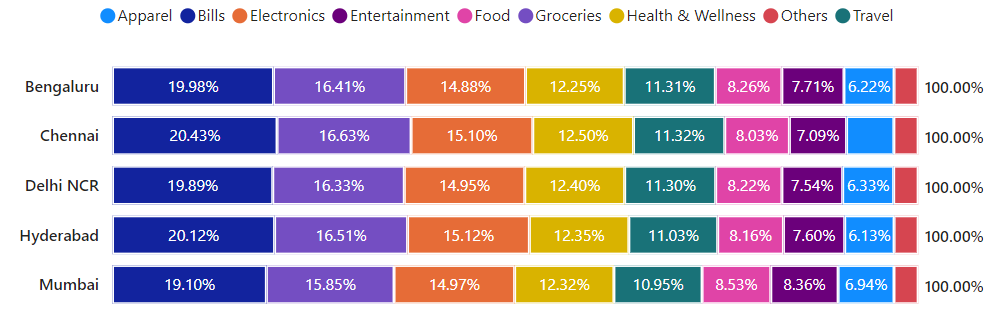 Apparel Bills Electronics Entertainment Food Groceries Health & Wellness Others Travel
Bengaluru 19.98% 16.41% 14.88% 12.25% 11.31% 8.26% 7.71% 6.22% 100.00%
Chennai 20.43% 16.63% 15.10% 12.50% 11.32% 8.03% 7.09% 100.00%
Delhi NCR 19.89% 16.33% 14.95% 12.40% 11.30% 8.22% 7.54% 6.33% 100.00%
Hyderabad 20.12% 16.51% 15.12% 12.35% 11.03% 8.16% 7.60% 6.13% 100.00%
Mumbai 19.10% 15.85% 14.97% 12.32% 10.95% 8.53% 8.36% 6.94% 100.00%